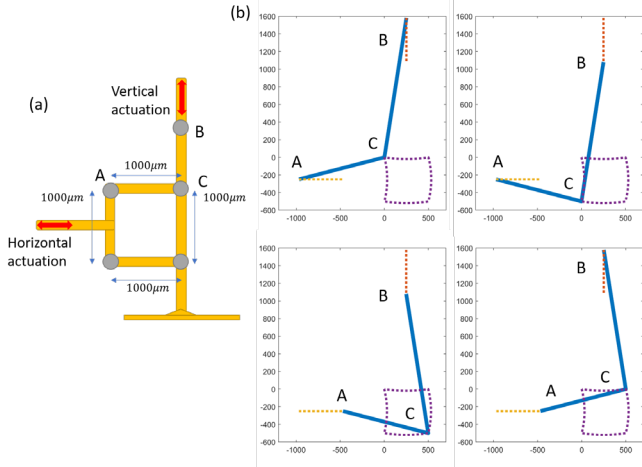 (a)
Vertical
actuation
B
A
1000μm
C
1000μm
1000μm
Horizontal
actuation
1000μm
(b)
1600
1400
1200
1000
800
600
400
200
0
-200
-400
-600
-1000
-500
0
500
B
C
A
1600
1400
1200
1000
800
600
400
200
0
-200
-400
-600
-1000
-500
0
500
B
A
C
1600
1400
1200
1000
800
600
400
200
0
-200
-400
-600
-1000
-500
0
500
B
A
C
1600
1400
1200
1000
800
600
400
200
0
-200
-400
-600
-1000
-500
0
500
B
C
A